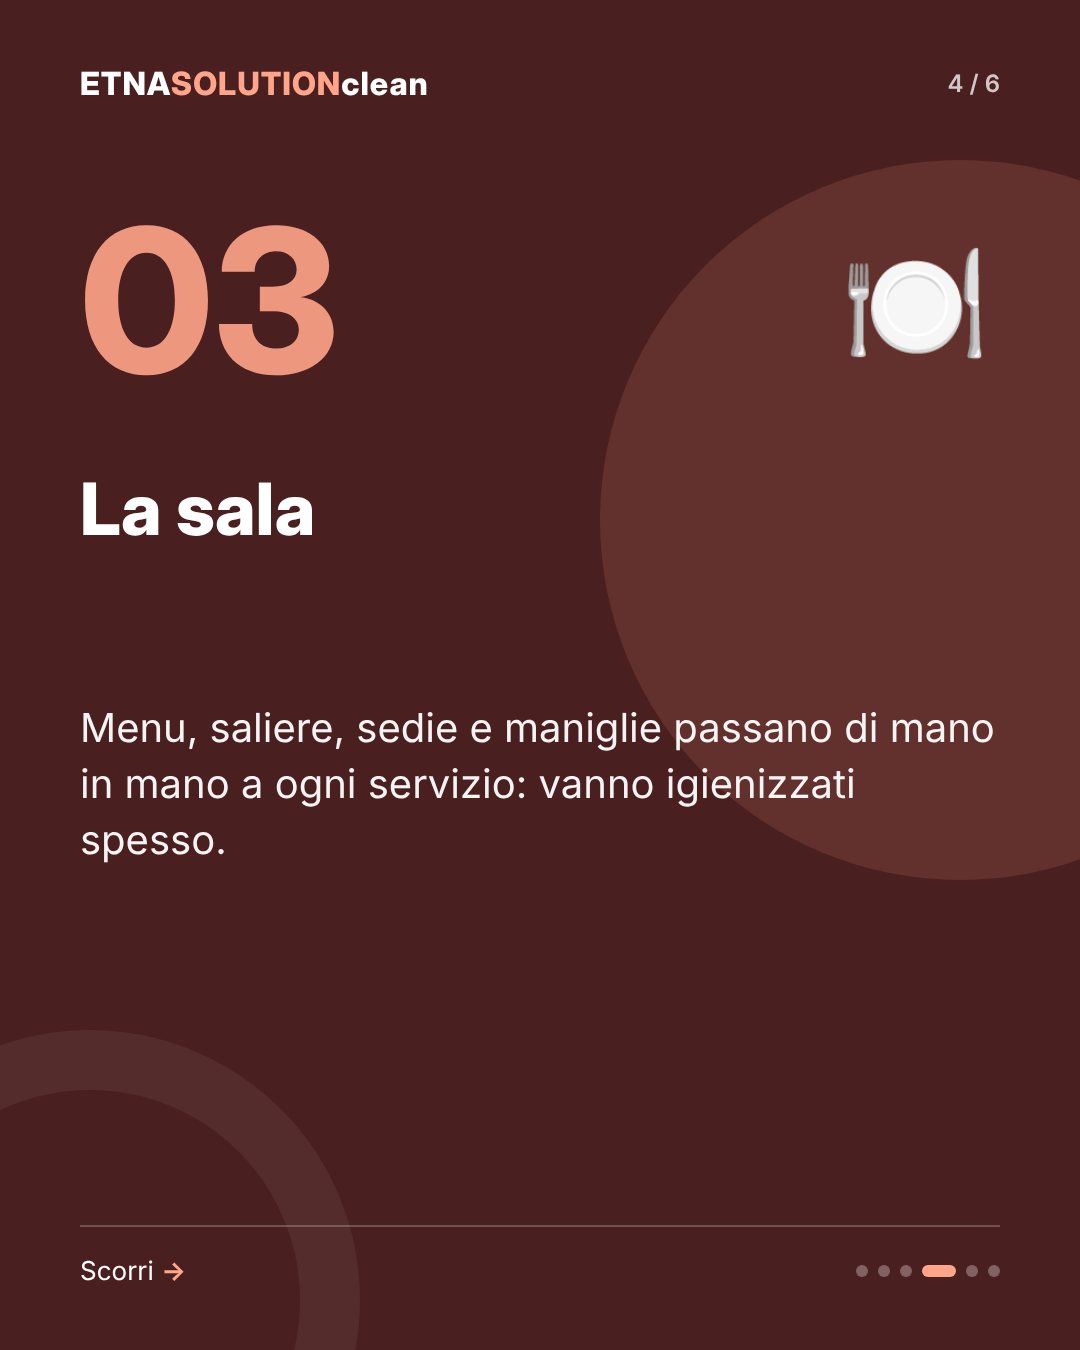 ETNASOLUTIONclean
4 / 6
03
La sala
Menu, saliere, sedie e maniglie passano di mano
in mano a ogni servizio: vanno igienizzati
spesso.
Scorri →